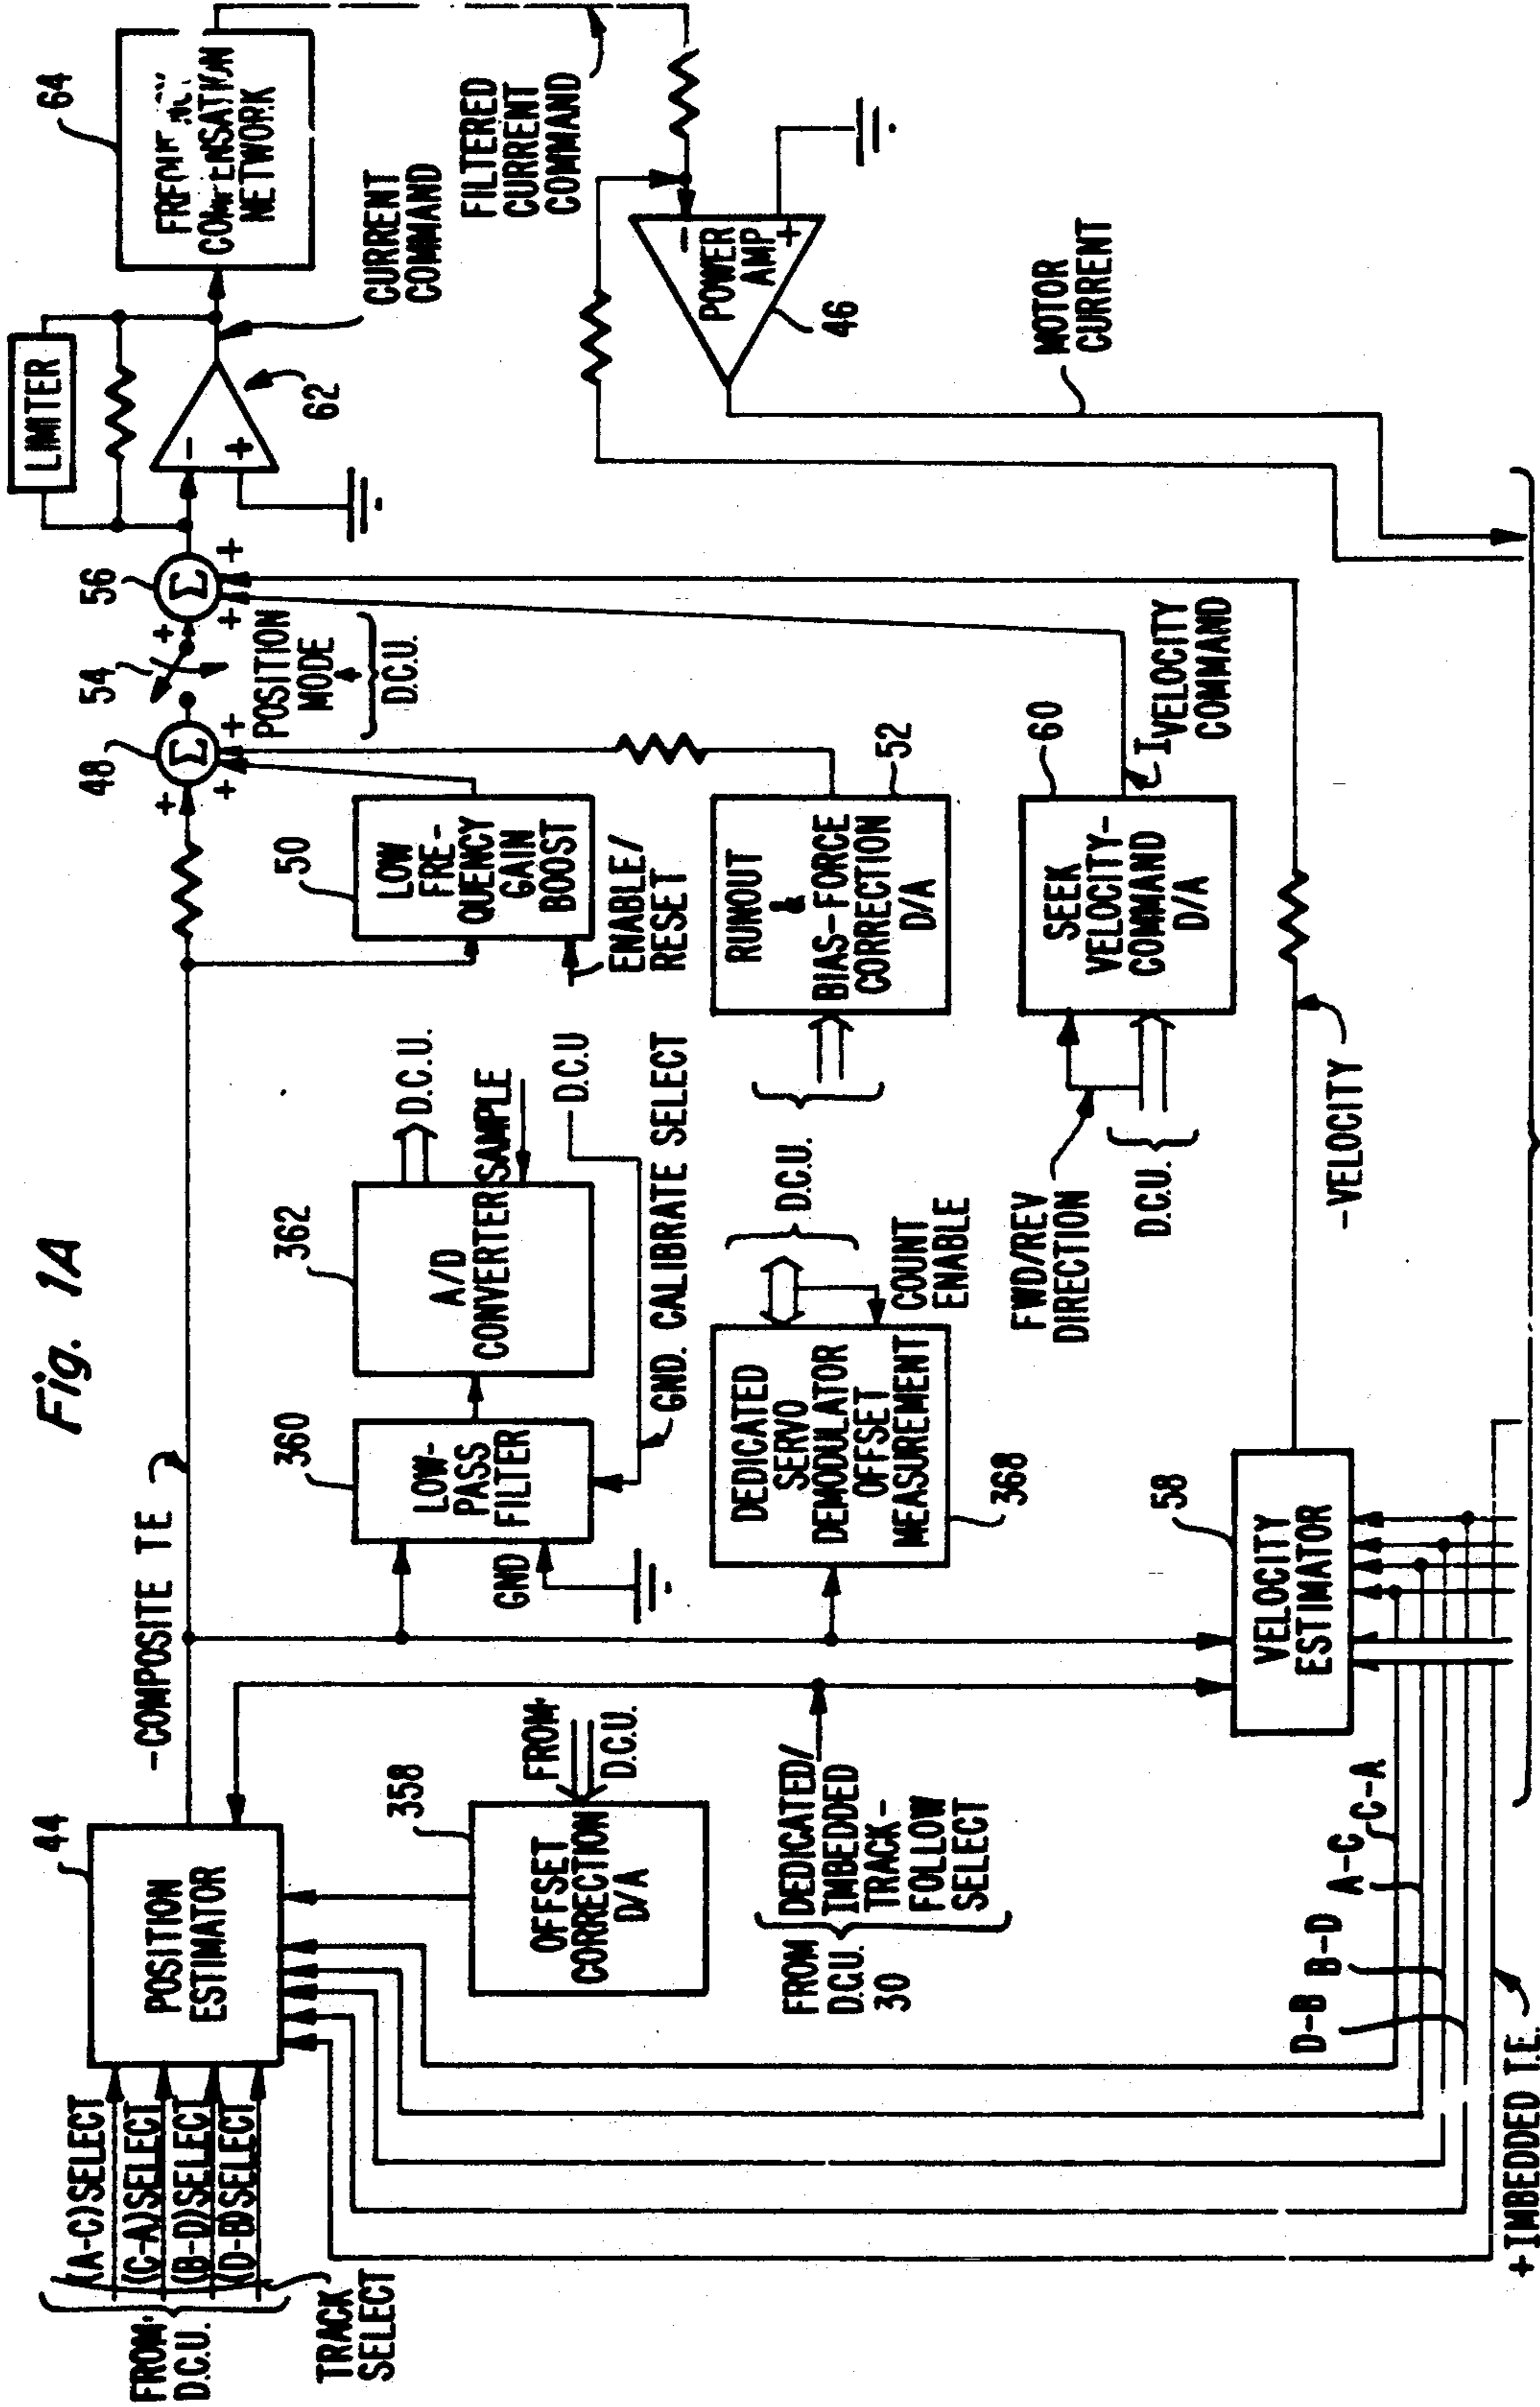 Fig. 1A
FROM
D.C.U.
(A-C)SELECT
(C-A)SELECT
(B-D)SELECT
(D-B)SELECT
TRACK
SELECT
44
POSITION
ESTIMATOR
-COMPOSITE TE
358
OFFSET
CORRECTION
D/A
FROM
D.C.U.
FROM
D.C.U.
30
DEDICATED/
IMBEDDED
TRACK-
FOLLOW
SELECT
360
LOW-
PASS
FILTER
GND
362
A/D
CONVERTER
D.C.U.
SAMPLE
D.C.U
GND. CALIBRATE SELECT
DEDICATED
SERVO
DEMODULATOR
OFFSET
MEASUREMENT
368
D.C.U.
COUNT
ENABLE
58
VELOCITY
ESTIMATOR
-VELOCITY
FWD/REV
DIRECTION
D.C.U.
50
LOW
FRE-
QUENCY
GAIN
BOOST
ENABLE/
RESET
RUNOUT
&
BIAS-FORCE
CORRECTION
D/A
52
60
SEEK
VELOCITY-
COMMAND
D/A
I
VELOCITY
COMMAND
48
Σ
+
+
+
54
POSITION
MODE
D.C.U.
56
Σ
+
+
+
LIMITER
-
+
62
CURRENT
COMMAND
64
COMPENSATION
NETWORK
FILTERED
CURRENT
COMMAND
-
POWER
AMP
+
46
MOTOR
CURRENT
D-B
B-D
A-C
C-A
+IMBEDDED T.E.